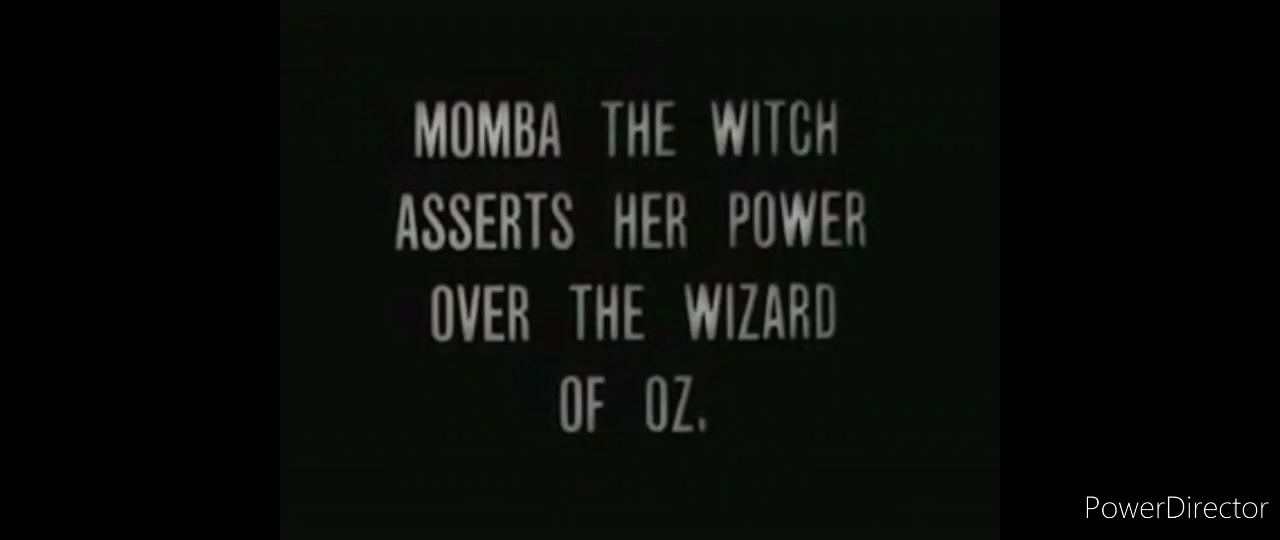 MOMBA THE WITCH
ASSERTS HER POWER
OVER THE WIZARD
OF OZ.
PowerDirector